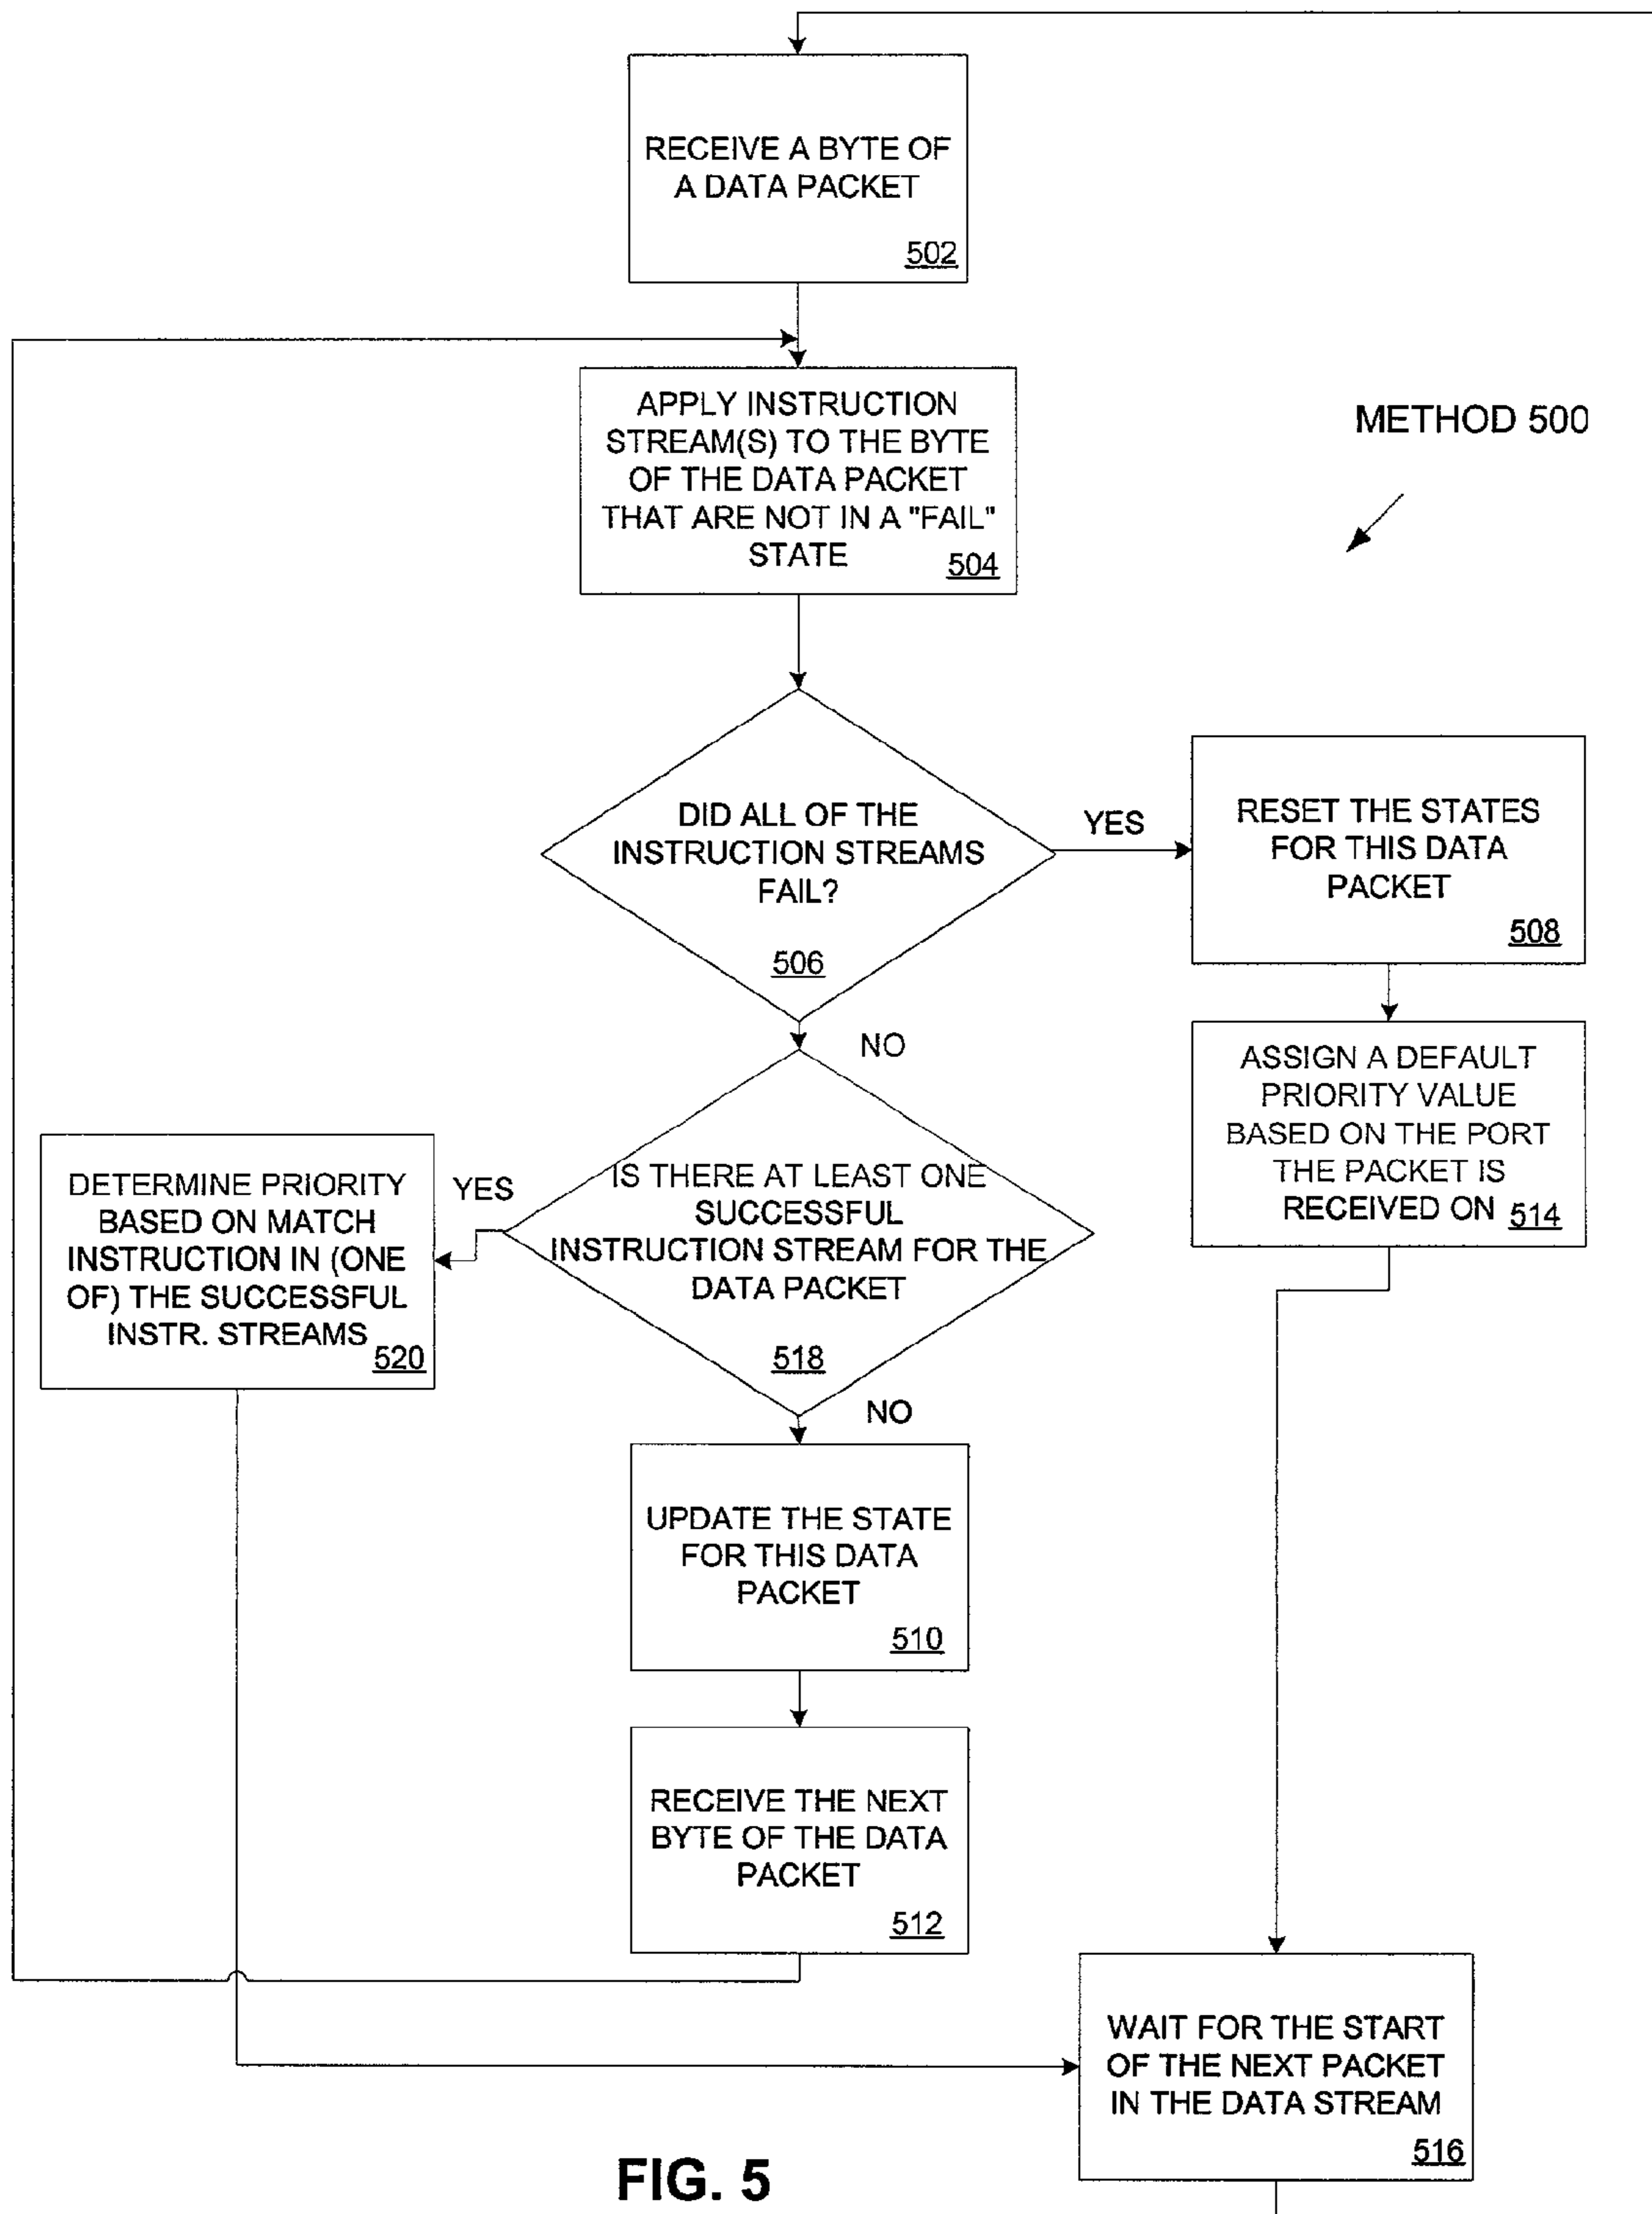 RECEIVE A BYTE OF
A DATA PACKET
502
APPLY INSTRUCTION
STREAM(S) TO THE BYTE
OF THE DATA PACKET
THAT ARE NOT IN A "FAIL"
STATE
504
METHOD 500
DID ALL OF THE
INSTRUCTION STREAMS
FAIL?
506
YES
RESET THE STATES
FOR THIS DATA
PACKET
508
NO
ASSIGN A DEFAULT
PRIORITY VALUE
BASED ON THE PORT
THE PACKET IS
RECEIVED ON
514
IS THERE AT LEAST ONE
SUCCESSFUL
INSTRUCTION STREAM FOR THE
DATA PACKET
518
YES
DETERMINE PRIORITY
BASED ON MATCH
INSTRUCTION IN (ONE
OF) THE SUCCESSFUL
INSTR. STREAMS
520
NO
UPDATE THE STATE
FOR THIS DATA
PACKET
510
RECEIVE THE NEXT
BYTE OF THE DATA
PACKET
512
WAIT FOR THE START
OF THE NEXT PACKET
IN THE DATA STREAM
516
FIG. 5